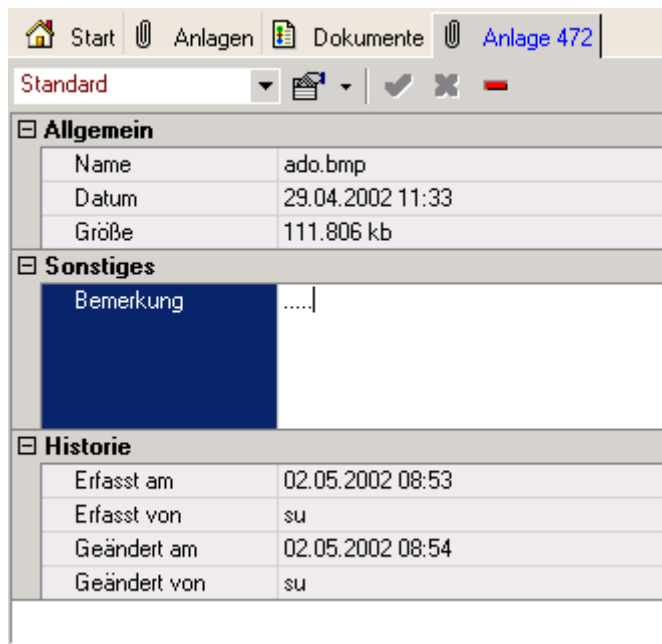 Start Anlagen Dokumente Anlage 472
Standard
Allgemein
Name ado.bmp
Datum 29.04.2002 11:33
Größe 111.806 kb
Sonstiges
Bemerkung .....
Historie
Erfasst am 02.05.2002 08:53
Erfasst von su
Geändert am 02.05.2002 08:54
Geändert von su